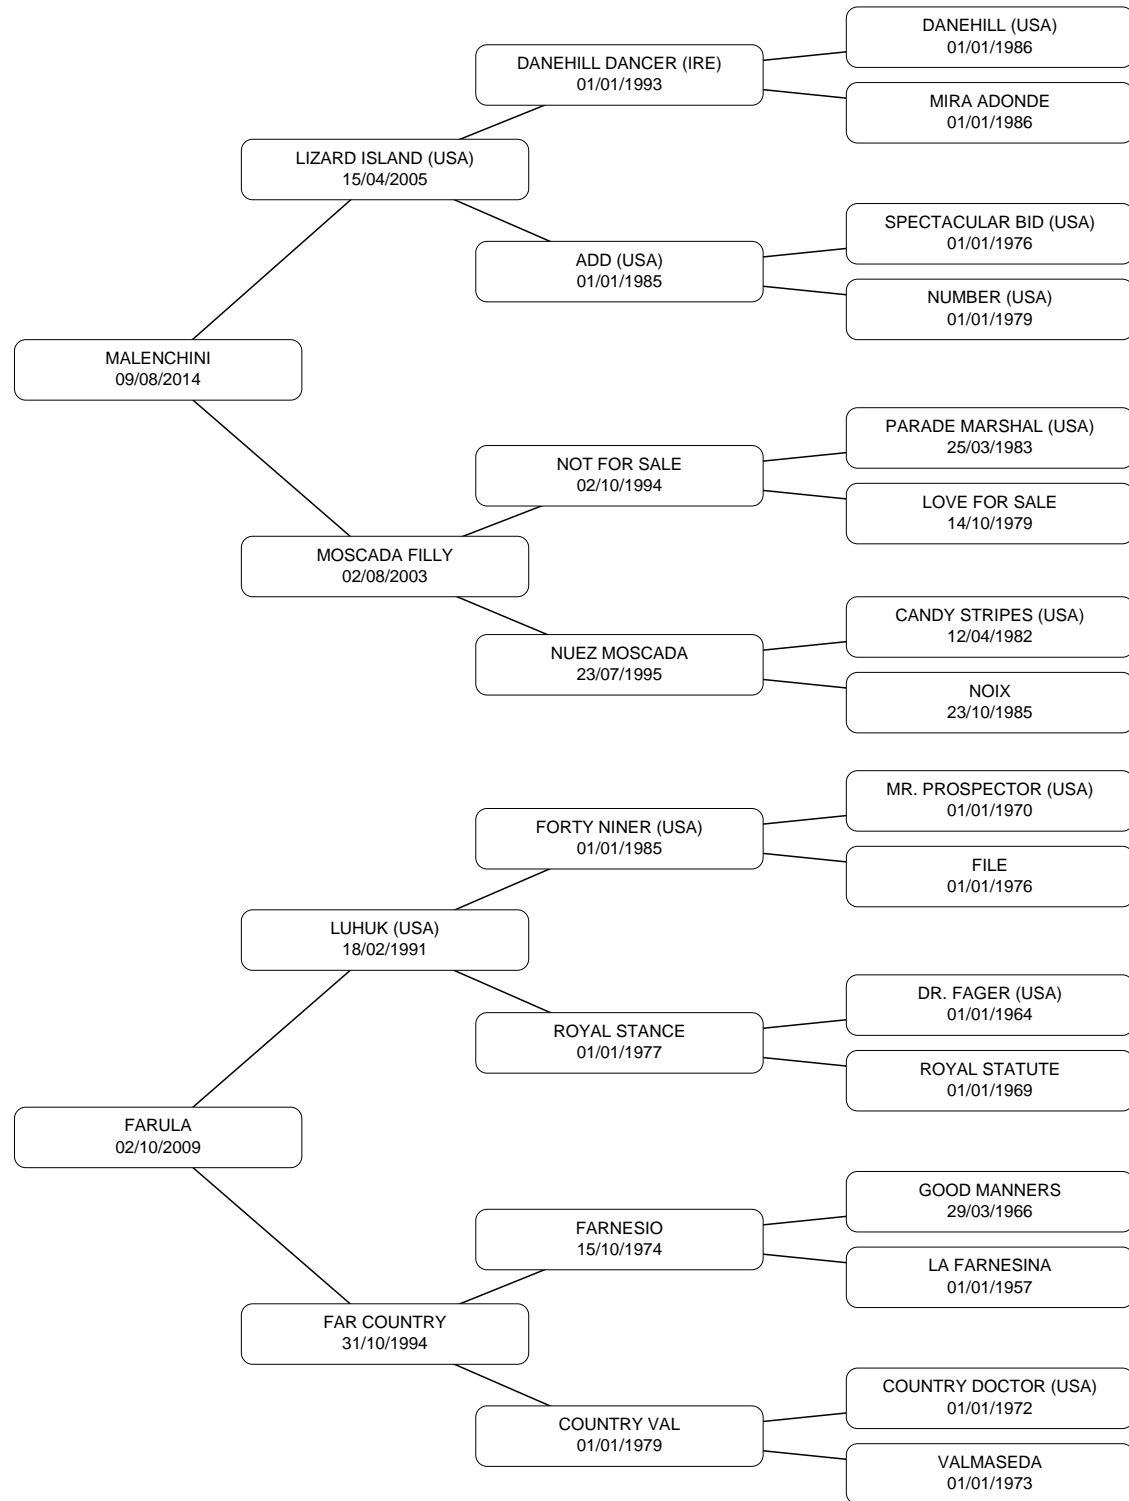 DANEHILL (USA)
01/01/1986
DANEHILL DANCER (IRE)
01/01/1993
MIRA ADONDE
01/01/1986
LIZARD ISLAND (USA)
15/04/2005
SPECTACULAR BID (USA)
01/01/1976
ADD (USA)
01/01/1985
NUMBER (USA)
01/01/1979
MALENCHINI
09/08/2014
PARADE MARSHAL (USA)
25/03/1983
NOT FOR SALE
02/10/1994
LOVE FOR SALE
14/10/1979
MOSCADA FILLY
02/08/2003
CANDY STRIPES (USA)
12/04/1982
NUEZ MOSCADA
23/07/1995
NOIX
23/10/1985
MR. PROSPECTOR (USA)
01/01/1970
FORTY NINER (USA)
01/01/1985
FILE
01/01/1976
LUHUK (USA)
18/02/1991
DR. FAGER (USA)
01/01/1964
ROYAL STANCE
01/01/1977
ROYAL STATUTE
01/01/1969
FARULA
02/10/2009
GOOD MANNERS
29/03/1966
FARNESIO
15/10/1974
LA FARNESINA
01/01/1957
FAR COUNTRY
31/10/1994
COUNTRY DOCTOR (USA)
01/01/1972
COUNTRY VAL
01/01/1979
VALMASEDA
01/01/1973